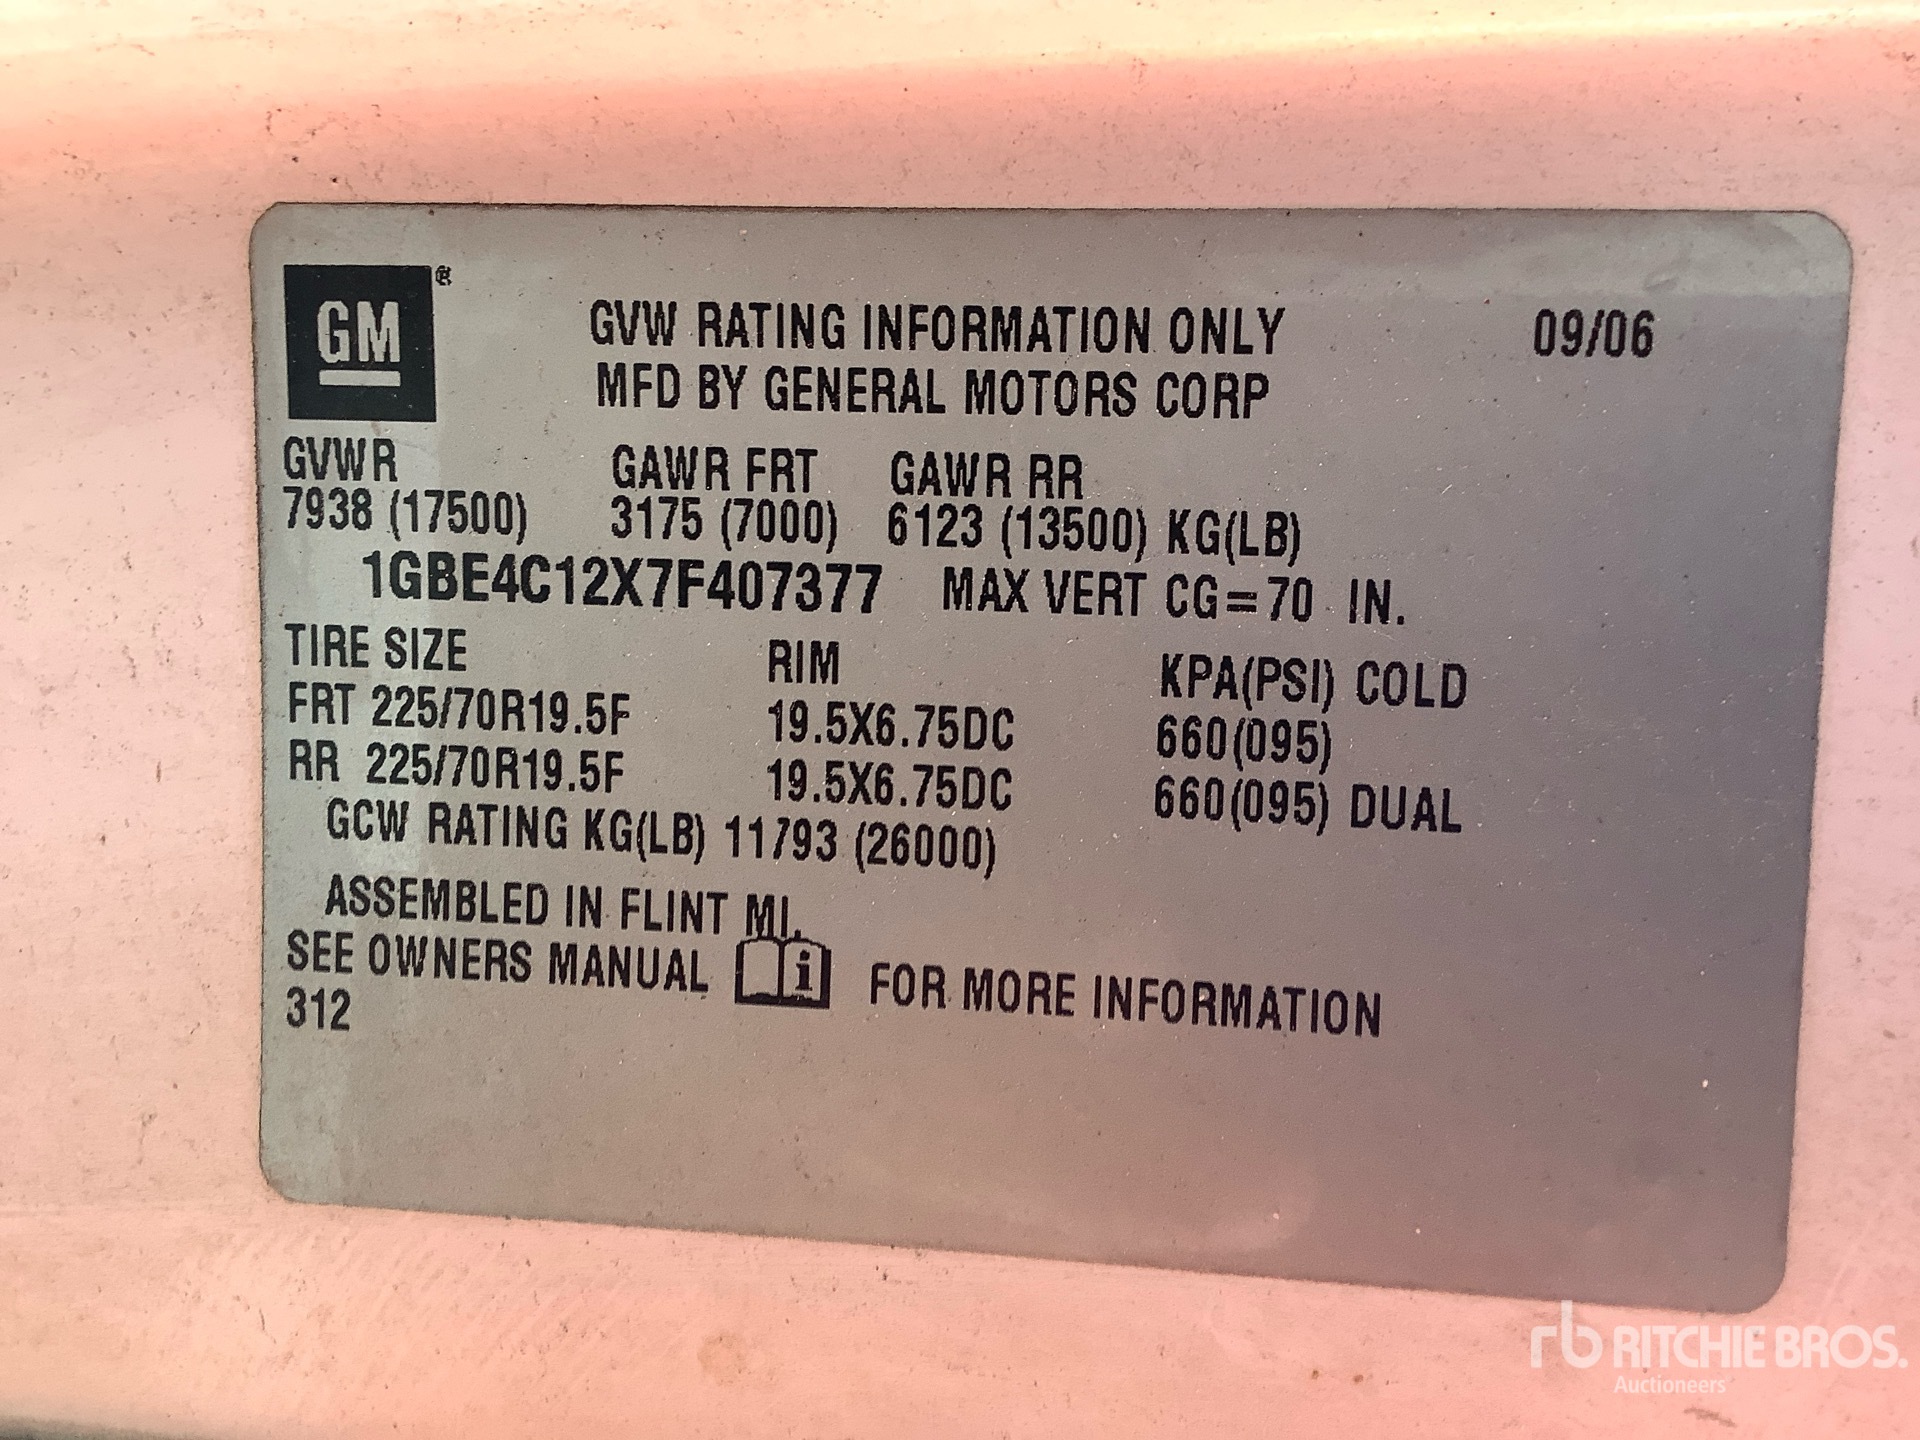 GM®
GVW RATING INFORMATION ONLY 09/06
MFD BY GENERAL MOTORS CORP
GVWR GAWR FRT GAWR RR
7938 (17500) 3175 (7000) 6123 (13500) KG(LB)
1GBE4C12X7F407377 MAX VERT CG=70 IN.
TIRE SIZE RIM KPA(PSI) COLD
FRT 225/70R19.5F 19.5X6.75DC 660(095)
RR 225/70R19.5F 19.5X6.75DC 660(095) DUAL
GCW RATING KG(LB) 11793 (26000)
ASSEMBLED IN FLINT MI.
SEE OWNERS MANUAL i FOR MORE INFORMATION
312
rb RITCHIE BROS.
Auctioneers